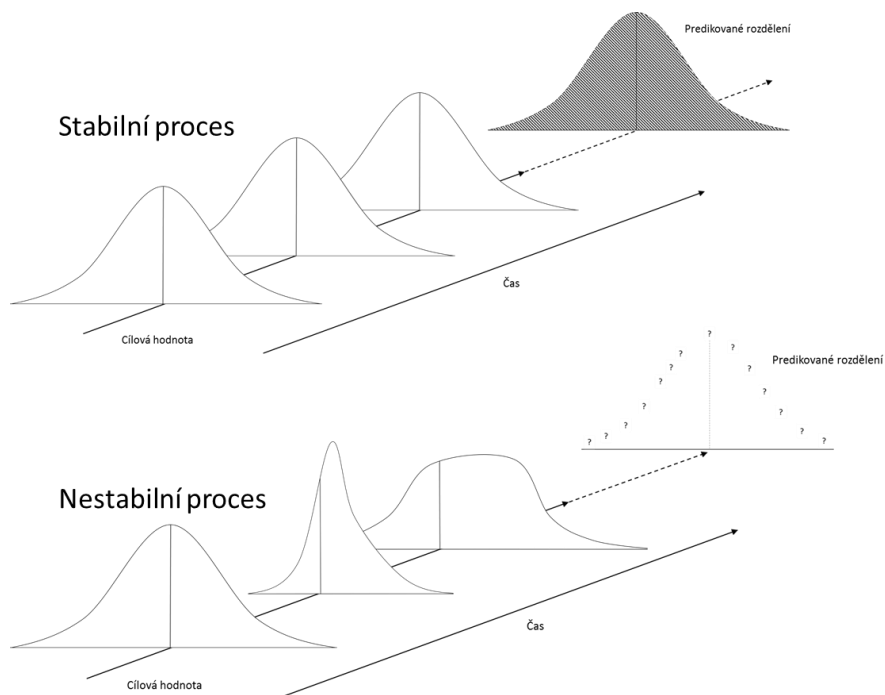 Predikované rozdělení
Stabilní proces
Čas
Cílová hodnota
?
? ?
? ?
? ?
? ?
? ?
? ?
? ?
? ?
Predikované rozdělení
Nestabilní proces
Čas
Cílová hodnota